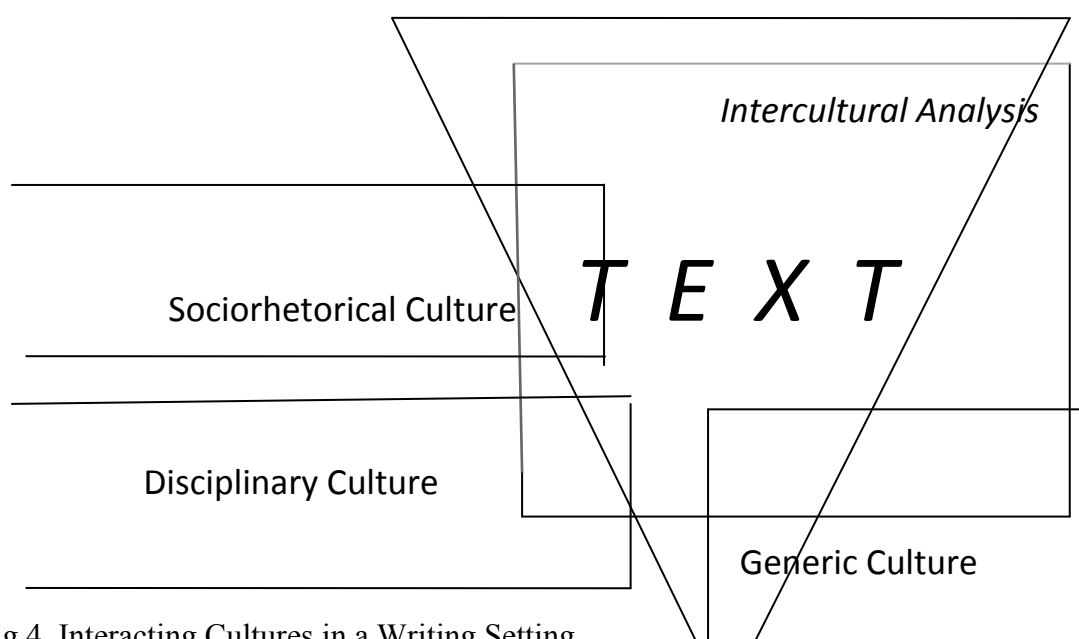 Intercultural Analysis
T E X T
Sociorhetorical Culture
Disciplinary Culture
Generic Culture
g 4. Interacting Cultures in a Writing Setting